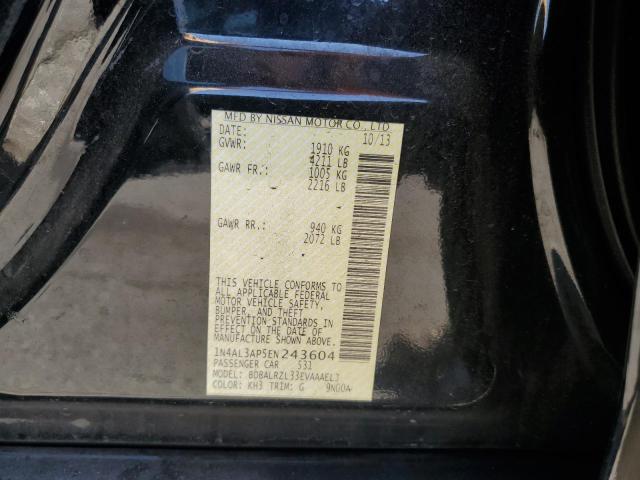 MFD BY NISSAN MOTOR CO., LTD
DATE: 10/13
GVWR: 1910 KG
4211 LB
GAWR FR.: 1005 KG
2216 LB
GAWR RR.: 940 KG
2072 LB
THIS VEHICLE CONFORMS TO
ALL APPLICABLE FEDERAL
MOTOR VEHICLE SAFETY,
BUMPER, AND THEFT
PREVENTION STANDARDS IN
EFFECT ON THE DATE OF
MANUFACTURE SHOWN ABOVE.
1N4AL3AP5EN243604
PASSENGER CAR 531
MODEL: BDBALRZL33EVAAAEL3
COLOR: KH3 TRIM: G